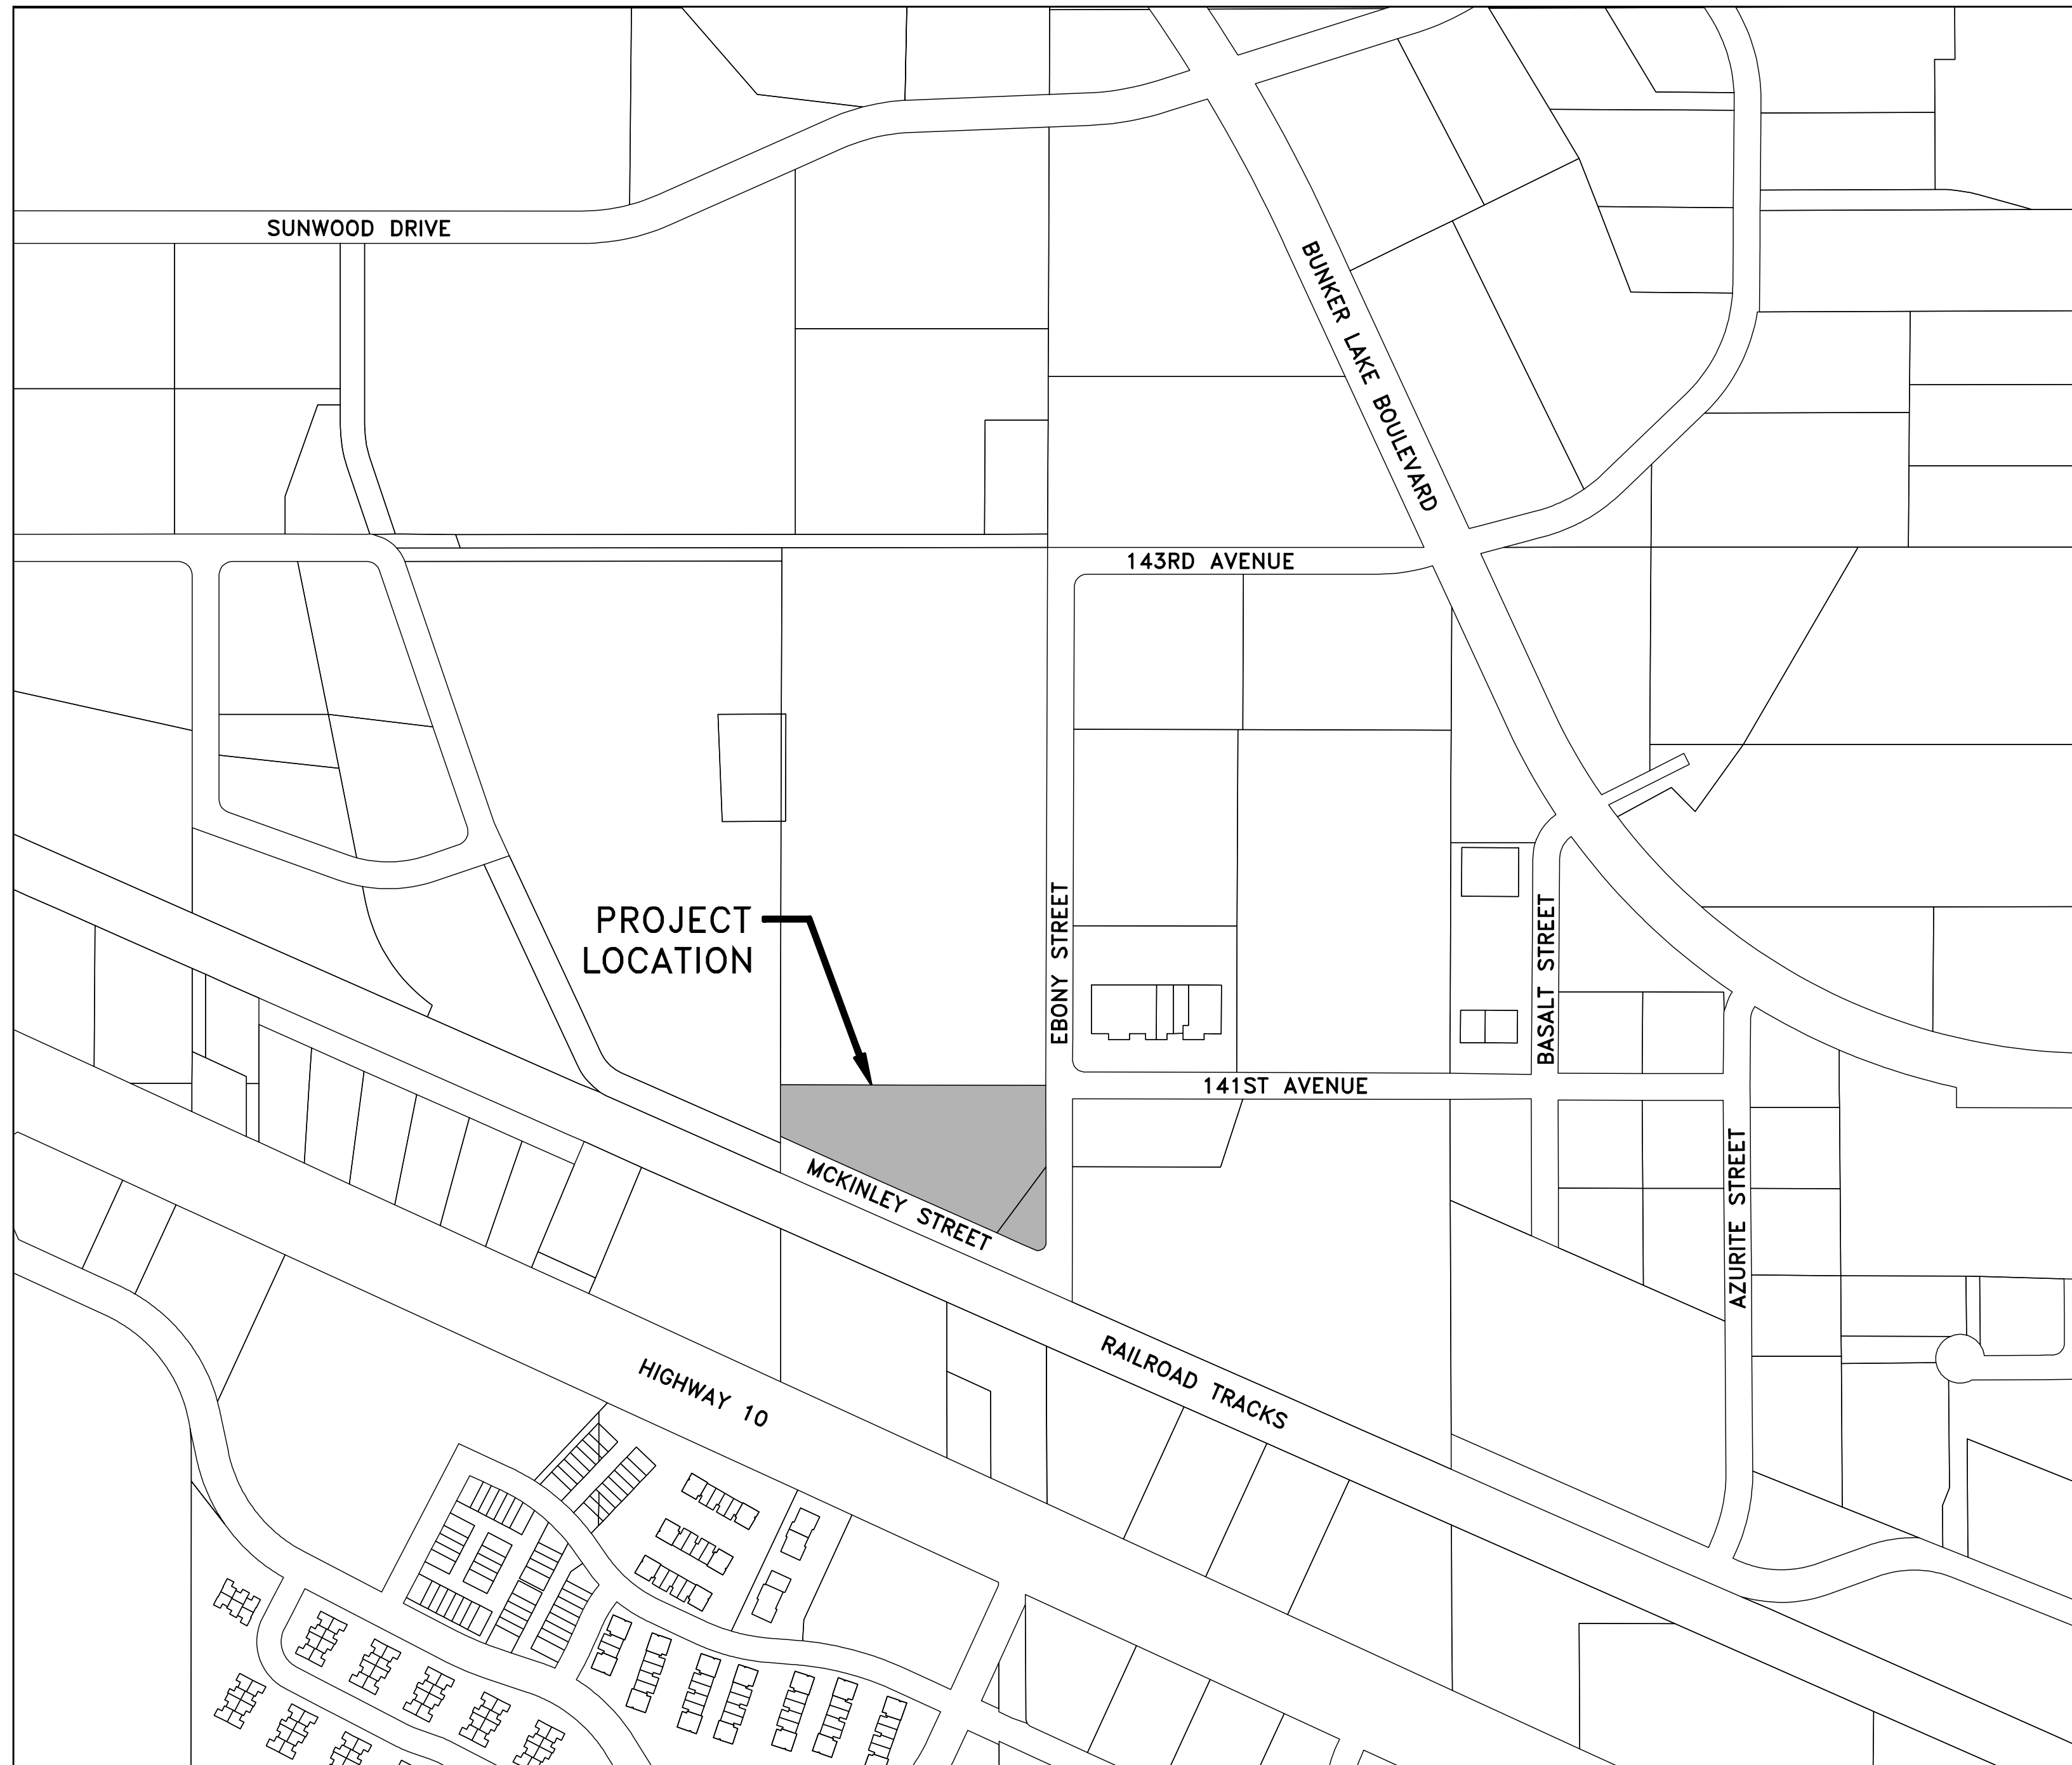 SUNWOOD DRIVE
BUNKER LAKE BOULEVARD
143RD AVENUE
PROJECT
LOCATION
EBONY STREET
BASALT STREET
141ST AVENUE
MCKINLEY STREET
AZURITE STREET
RAILROAD TRACKS
HIGHWAY 10